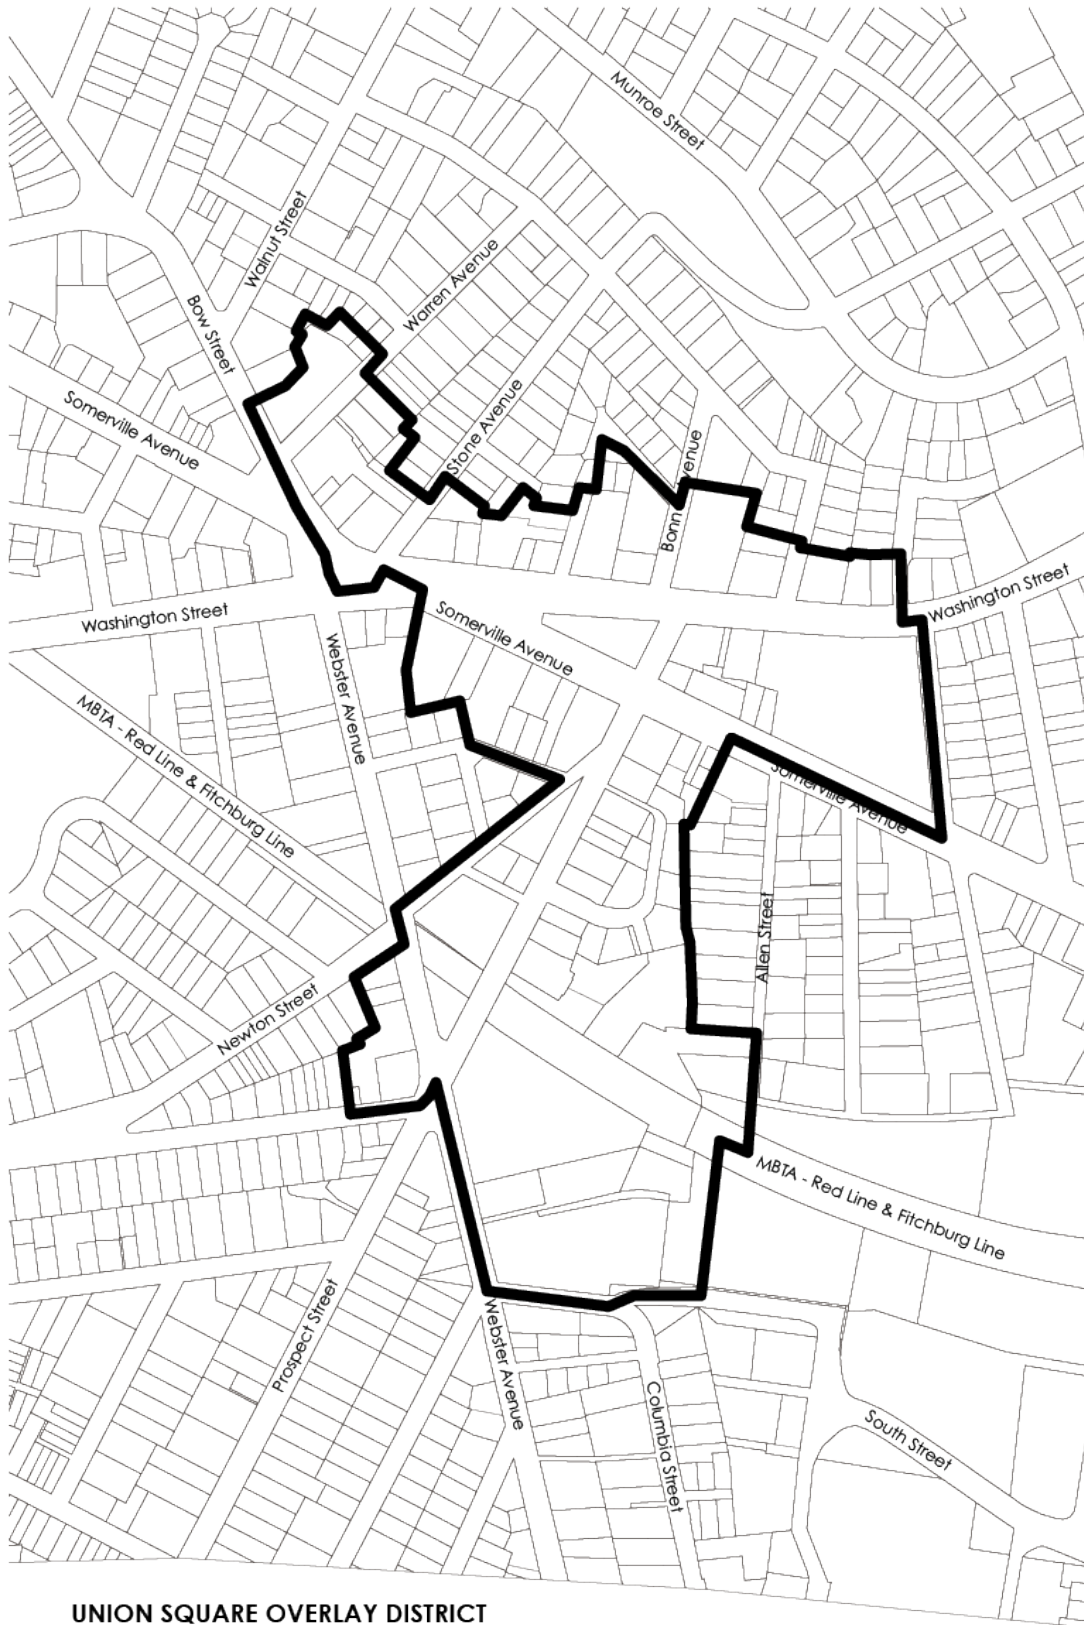 Munroe Street
Walnut Street
Warren Avenue
Bow Street
Somerville Avenue
Stone Avenue
Bonn Avenue
Washington Street
Washington Street
Somerville Avenue
Webster Avenue
MBTA - Red Line & Fitchburg Line
Somerville Avenue
Allen Street
Newton Street
MBTA - Red Line & Fitchburg Line
Prospect Street
Webster Avenue
Columbia Street
South Street
UNION SQUARE OVERLAY DISTRICT